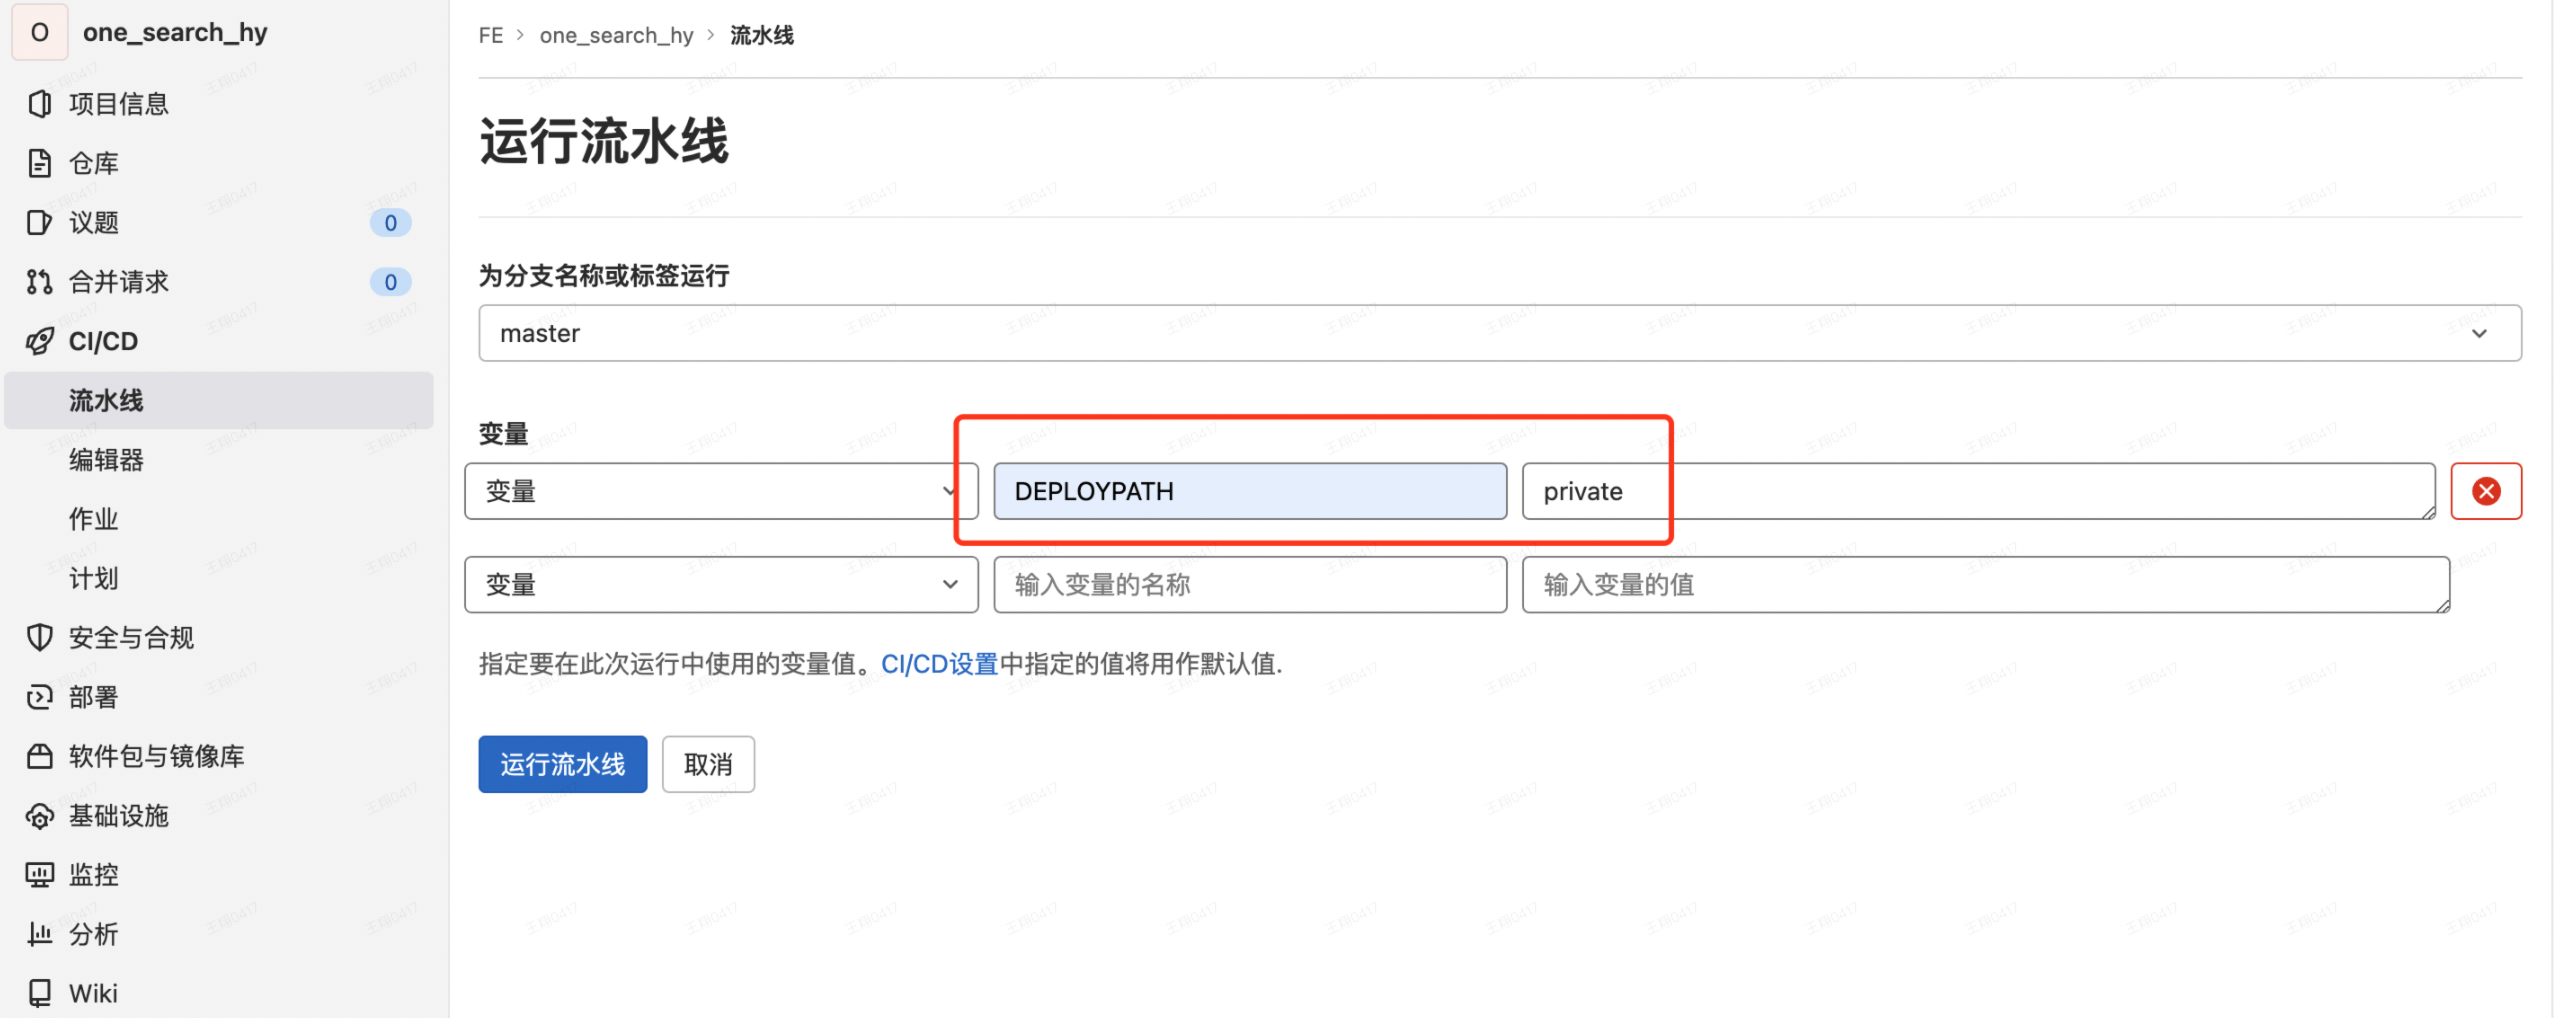 O one_search_hy
项目信息
仓库
议题 0
合并请求 0
CI/CD
流水线
编辑器
作业
计划
安全与合规
部署
软件包与镜像库
基础设施
监控
分析
Wiki
FE > one_search_hy > 流水线
运行流水线
为分支名称或标签运行
master
变量
变量 DEPLOYPATH private
变量 输入变量的名称 输入变量的值
指定要在此次运行中使用的变量值。CI/CD设置中指定的值将用作默认值.
运行流水线 取消
王翔0417